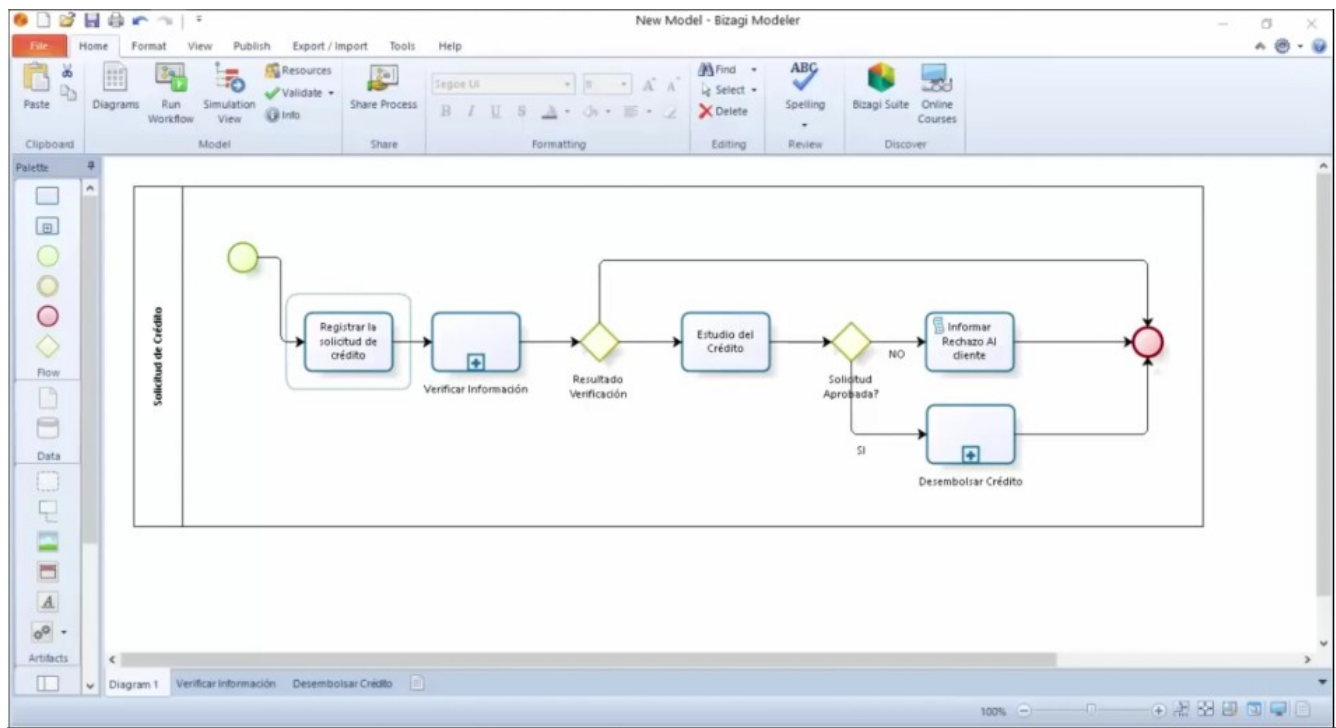 New Model - Bizagi Modeler
File Home Format View Publish Export / Import Tools Help
Paste
Clipboard
Diagrams
Run Workflow
Simulation View
Resources
Validate
Info
Model
Share Process
Share
Segoe UI 8
B I U S
Formatting
Find
Select
Delete
Editing
ABC
Spelling
Review
Bizagi Suite
Online Courses
Discover
Palette
Flow
Data
A
Artifacts
Solicitud de Crédito
Registrar la
solicitud de
crédito
Verificar Información
Resultado
Verificación
Estudio del
Crédito
Solicitud
Aprobada?
NO
SI
Informar
Rechazo Al
cliente
Desembolsar Crédito
Diagram 1 Verificar Información Desembolsar Crédito
100%